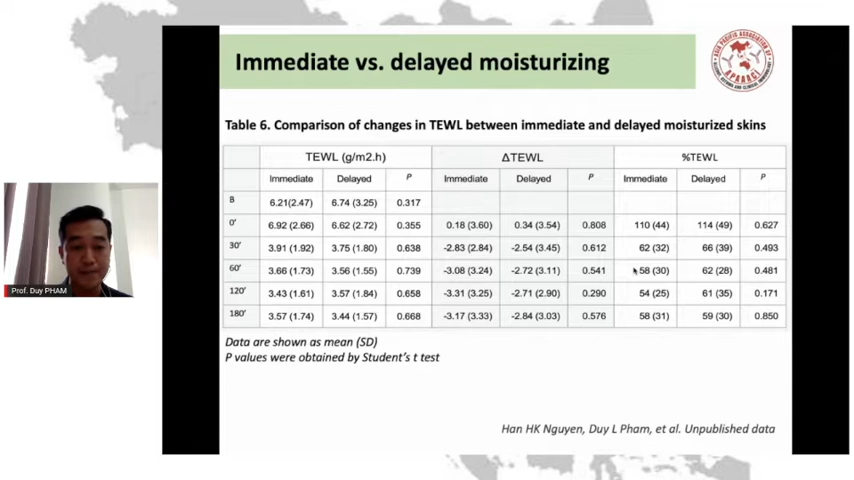 Immediate vs. delayed moisturizing
ASIA PACIFIC ASSOCIATION OF
ALLERGY, ASTHMA AND CLINICAL IMMUNOLOGY
APAAACI
Table 6. Comparison of changes in TEWL between immediate and delayed moisturized skins
TEWL (g/m2.h) ΔTEWL %TEWL
Immediate Delayed P Immediate Delayed P Immediate Delayed P
B 6.21(2.47) 6.74 (3.25) 0.317
0' 6.92 (2.66) 6.62 (2.72) 0.355 0.18 (3.60) 0.34 (3.54) 0.808 110 (44) 114 (49) 0.627
30' 3.91 (1.92) 3.75 (1.80) 0.638 -2.83 (2.84) -2.54 (3.45) 0.612 62 (32) 66 (39) 0.493
60' 3.66 (1.73) 3.56 (1.55) 0.739 -3.08 (3.24) -2.72 (3.11) 0.541 58 (30) 62 (28) 0.481
120' 3.43 (1.61) 3.57 (1.84) 0.658 -3.31 (3.25) -2.71 (2.90) 0.290 54 (25) 61 (35) 0.171
180' 3.57 (1.74) 3.44 (1.57) 0.668 -3.17 (3.33) -2.84 (3.03) 0.576 58 (31) 59 (30) 0.850
Data are shown as mean (SD)
P values were obtained by Student's t test
Han HK Nguyen, Duy L Pham, et al. Unpublished data
Prof. Duy PHAM